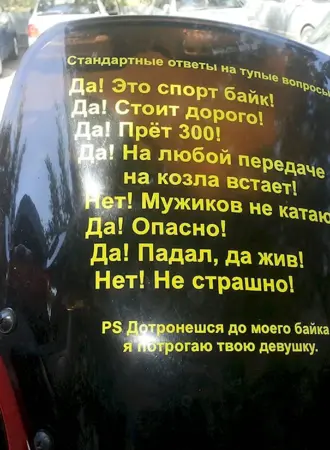 Стандартные ответы на тупые вопросы
Да! Это спорт байк!
Да! Стоит дорого!
Да! Прёт 300!
Да! На любой передаче
на козла встает!
Нет! Мужиков не катаю
Да! Опасно!
Да! Падал, да жив!
Нет! Не страшно!
PS Дотронешся до моего байка
я потрогаю твою девушку.